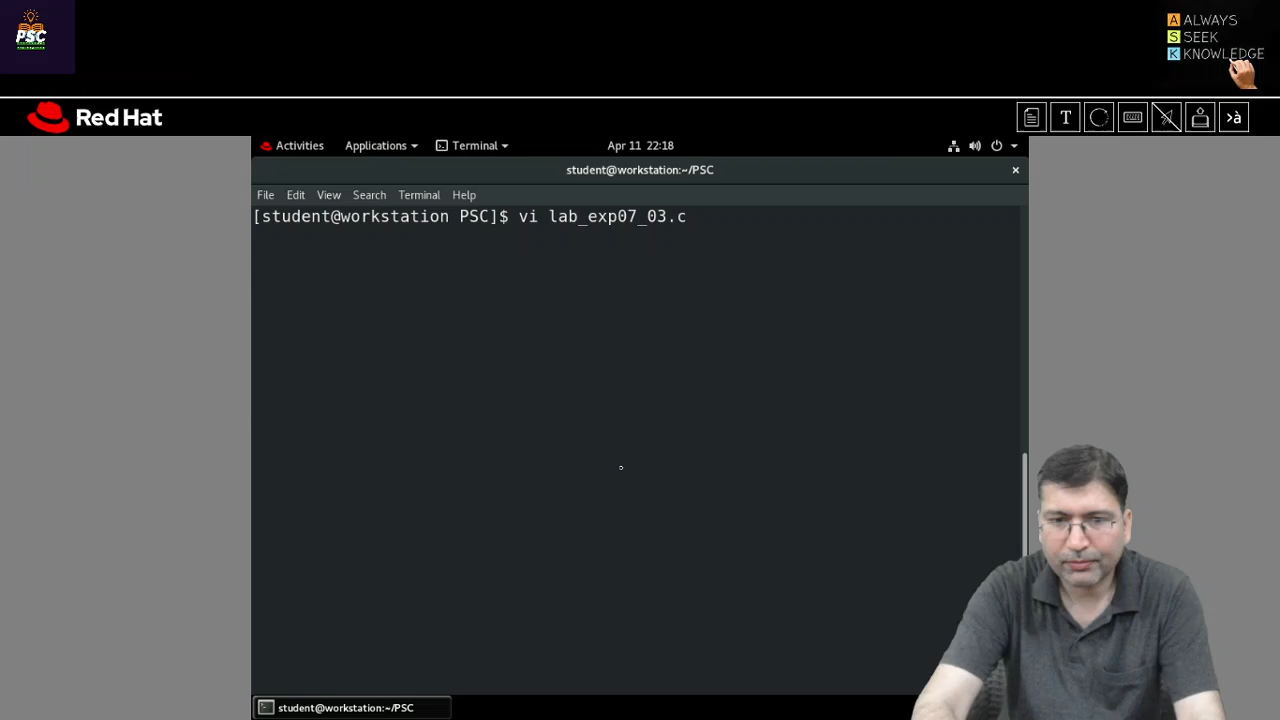 PSC
A ALWAYS
S SEEK
K KNOWLEDGE
Red Hat
T
>à
Activities Applications Terminal Apr 11 22:18
student@workstation:~/PSC ×
File Edit View Search Terminal Help
[student@workstation PSC]$ vi lab_exp07_03.c
student@workstation:~/PSC